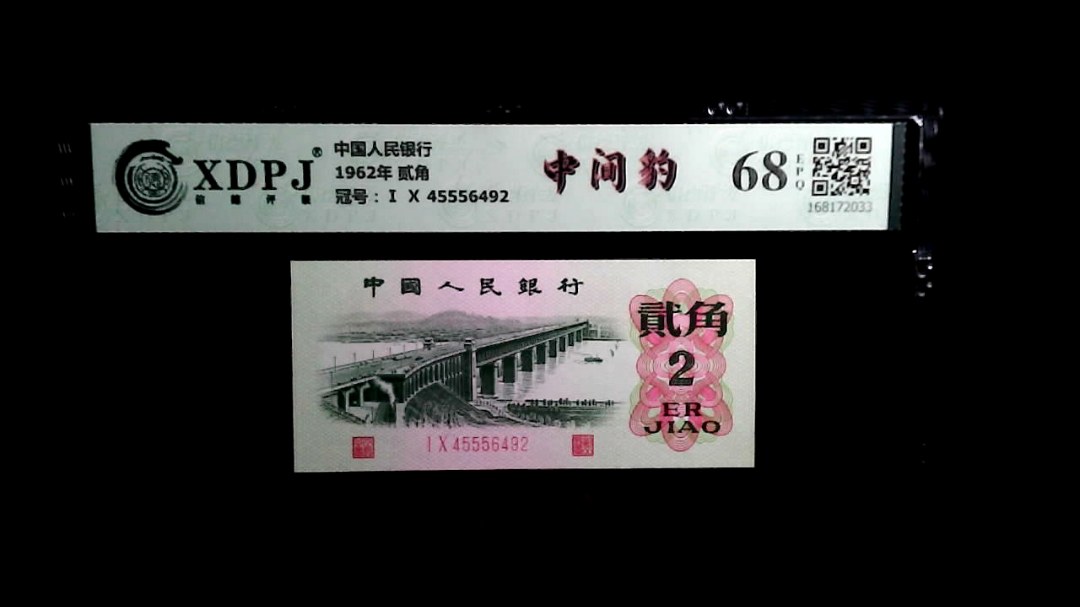 XDPJ®
中国人民银行
1962年 贰角
冠号：I X 45556492
中间豹
68
EPQ
168172033
中國人民銀行
貳角
2
ER
JIAO
I X 45556492